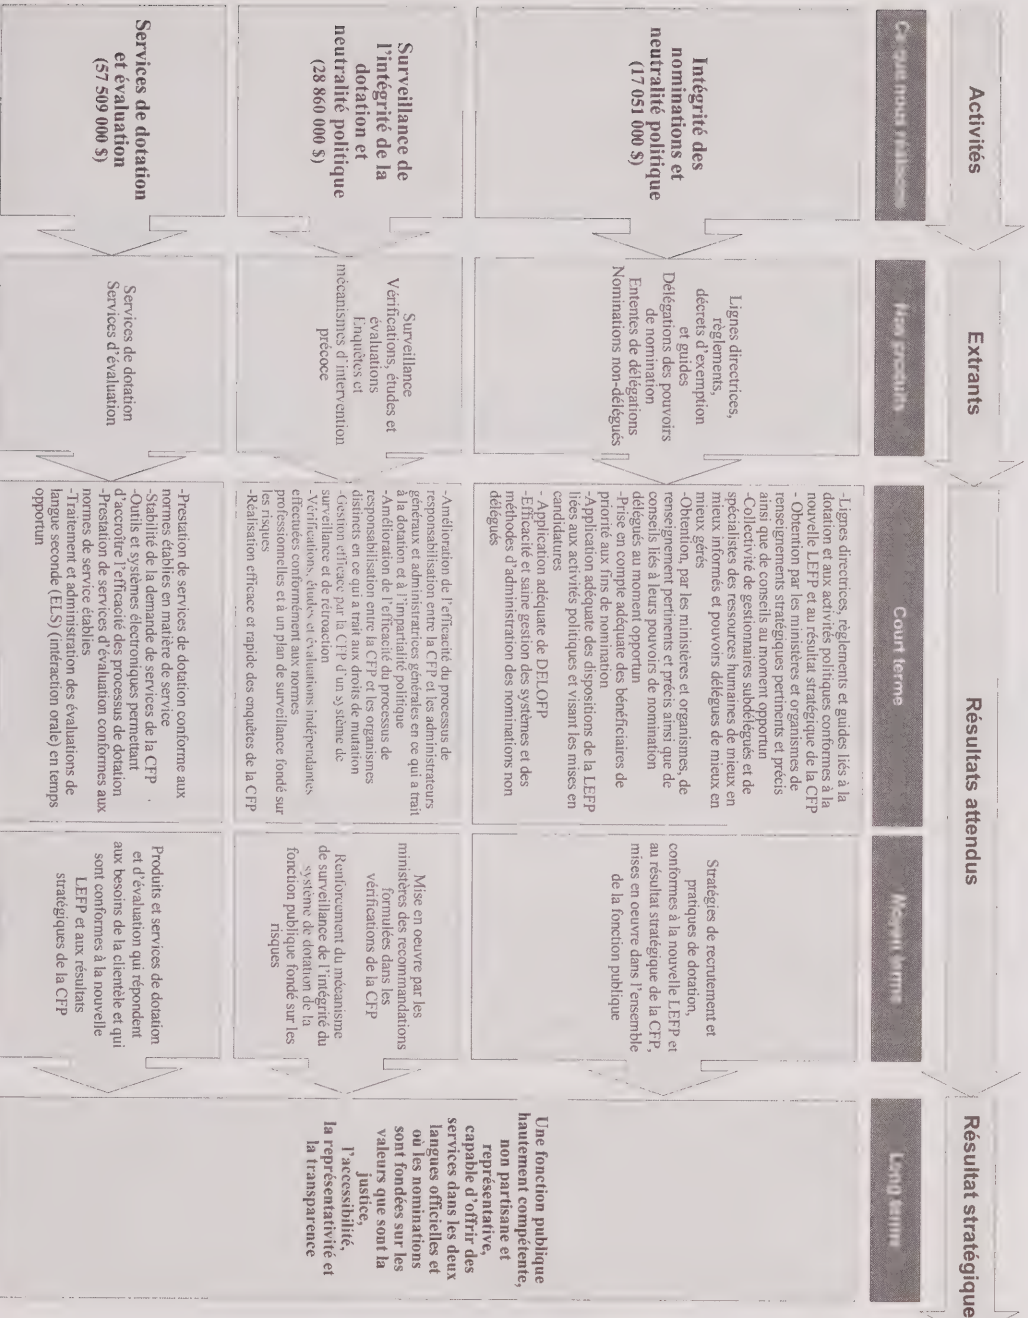 Activités
Extrants
Résultats attendus
Résultat stratégique
Ce que nous réalisons
Nos produits
Court terme
Moyen terme
Long terme
Intégrité des
nominations et
neutralité politique
(17 051 000 $)
Lignes directrices,
règlements,
décrets d'exemption
et guides
Délégations des pouvoirs
de nomination
Ententes de délégations
Nominations non-délégués
-Lignes directrices, règlements et guides liés à la
dotation et aux activités politiques conformes à la
nouvelle LEFP et au résultat stratégique de la CFP
- Obtention par les ministères et organismes de
renseignements stratégiques pertinents et précis
ainsi que de conseils au moment opportun
-Collectivité de gestionnaires subdélégués et de
spécialistes des ressources humaines de mieux en
mieux informés et pouvoirs délégues de mieux en
mieux gérés
-Obtention, par les ministères et organismes, de
renseignement pertinents et précis ainsi que de
conseils liés à leurs pouvoirs de nomination
délégués au moment opportun
-Prise en compte adéquate des bénéficiaires de
priorité aux fins de nomination
-Application adéquate des dispositions de la LEFP
liées aux activités politiques et visant les mises en
candidatures
- Application adéquate de DELOFP
-Efficacité et saine gestion des systèmes et des
méthodes d'administration des nominations non
délégués
Stratégies de recrutement et
pratiques de dotation,
conformes à la nouvelle LEFP et
au résultat stratégique de la CFP,
mises en oeuvre dans l'ensemble
de la fonction publique
Surveillance de
l'intégrité de la
dotation et
neutralité politique
(28 860 000 $)
Surveillance
Vérifications, études et
évaluations
Enquêtes et
mécanismes d'intervention
précoce
-Amélioration de l'efficacité du processus de
responsabilisation entre la CFP et les administrateurs
généraux et administratrices générales en ce qui a trait
à la dotation et à l'impartialité politique
-Amélioration de l'efficacité du processus de
responsabilisation entre la CFP et les organismes
distincts en ce qui a trait aux droits de mutation
-Gestion efficace par la CFP d'un système de
surveillance et de rétroaction
-Vérifications, études et évaluations indépendantes
effectuées conformément aux normes
professionnelles et à un plan de surveillance fondé sur
les risques
-Réalisation efficace et rapide des enquêtes de la CFP
Mise en oeuvre par les
ministères des recommandations
formulées dans les
vérifications de la CFP
Renforcement du mécanisme
de surveillance de l'intégrité du
système de dotation de la
fonction publique fondé sur les
risques
Services de dotation
et évaluation
(57 509 000 $)
Services de dotation
Services d'évaluation
-Prestation de services de dotation conforme aux
normes établies en matière de service
-Stabilité de la demande de services de la CFP .
-Outils et systèmes électroniques permettant
d'accroître l'efficacité des processus de dotation
-Prestation de services d'évaluation conformes aux
normes de service établies
-Traitement et administration des évaluations de
langue seconde (ELS) (intéraction orale) en temps
opportun
Produits et services de dotation
et d'évaluation qui répondent
aux besoins de la clientèle et qui
sont conformes à la nouvelle
LEFP et aux résultats
stratégiques de la CFP
Une fonction publique
hautement compétente,
non partisane et
représentative,
capable d'offrir des
services dans les deux
langues officielles et
où les nominations
sont fondées sur les
valeurs que sont la
justice,
l'accessibilité,
la représentativité et
la transparence